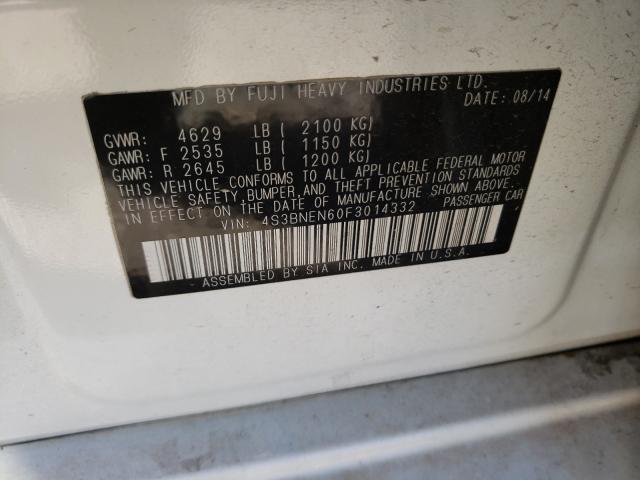 MFD BY FUJI HEAVY INDUSTRIES LTD.
DATE: 08/14
GVWR: 4629 LB ( 2100 KG)
GAWR: F 2535 LB ( 1150 KG)
GAWR: R 2645 LB ( 1200 KG)
THIS VEHICLE CONFORMS TO ALL APPLICABLE FEDERAL MOTOR
VEHICLE SAFETY, BUMPER, AND THEFT PREVENTION STANDARDS
IN EFFECT ON THE DATE OF MANUFACTURE SHOWN ABOVE.
VIN: 4S3BNEN60F3014332 PASSENGER CAR
ASSEMBLED BY SIA INC. MADE IN U.S.A.